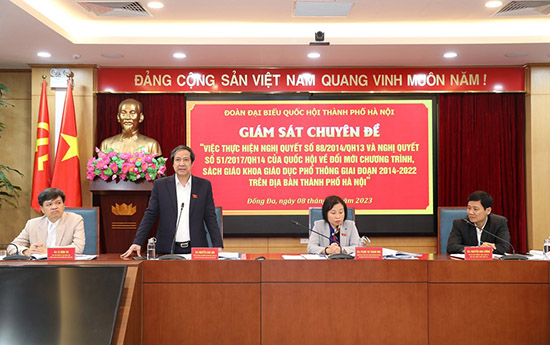 ĐẢNG CỘNG SẢN VIỆT NAM QUANG VINH MUÔN NĂM
ĐOÀN ĐẠI BIỂU QUỐC HỘI THÀNH PHỐ HÀ NỘI
GIÁM SÁT CHUYÊN ĐỀ
"VIỆC THỰC HIỆN NGHỊ QUYẾT SỐ 88/2014/QH13 VÀ NGHỊ QUYẾT
SỐ 51/2017/QH14 CỦA QUỐC HỘI VỀ ĐỔI MỚI CHƯƠNG TRÌNH,
SÁCH GIÁO KHOA GIÁO DỤC PHỔ THÔNG GIAI ĐOẠN 2014-2022
TRÊN ĐỊA BÀN THÀNH PHỐ HÀ NỘI"
Đống Đa, ngày 08 3 năm 2023